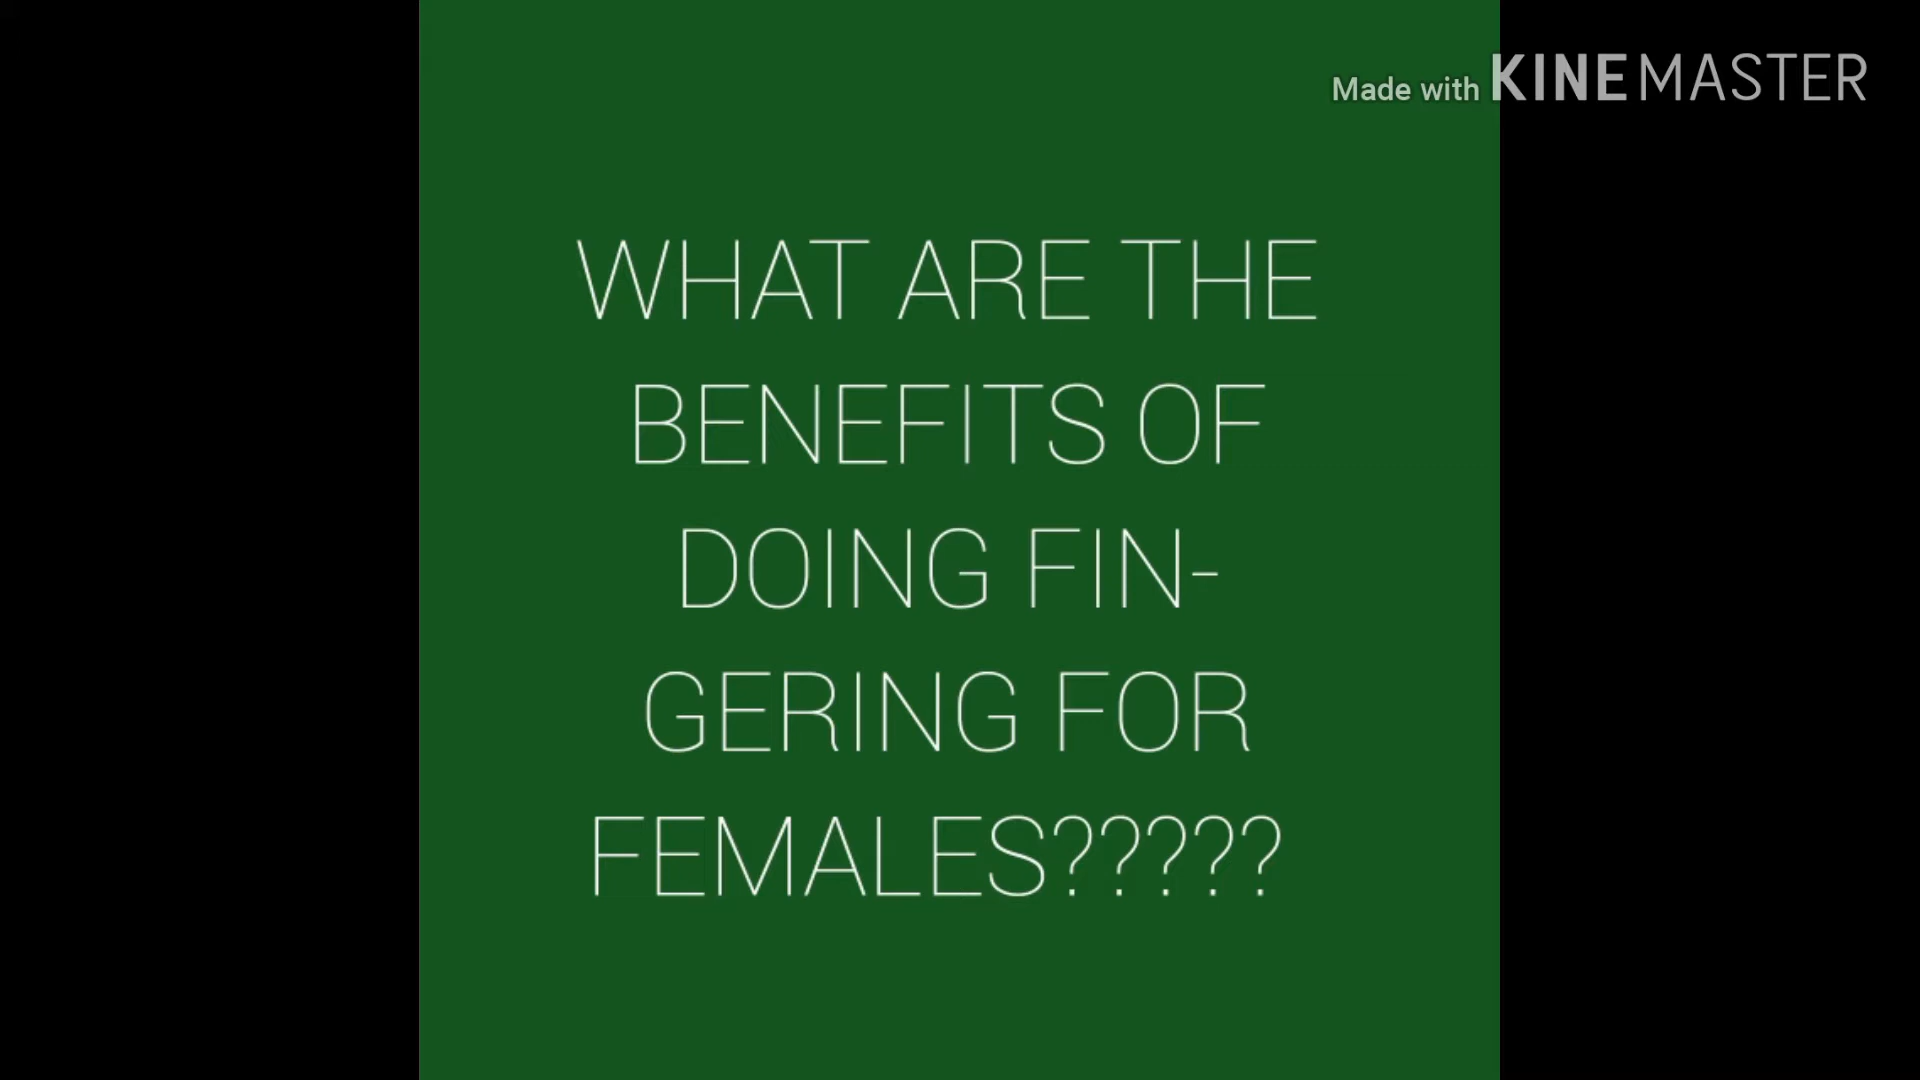 Made with KINEMASTER
WHAT ARE THE
BENEFITS OF
DOING FIN-
GERING FOR
FEMALES?????